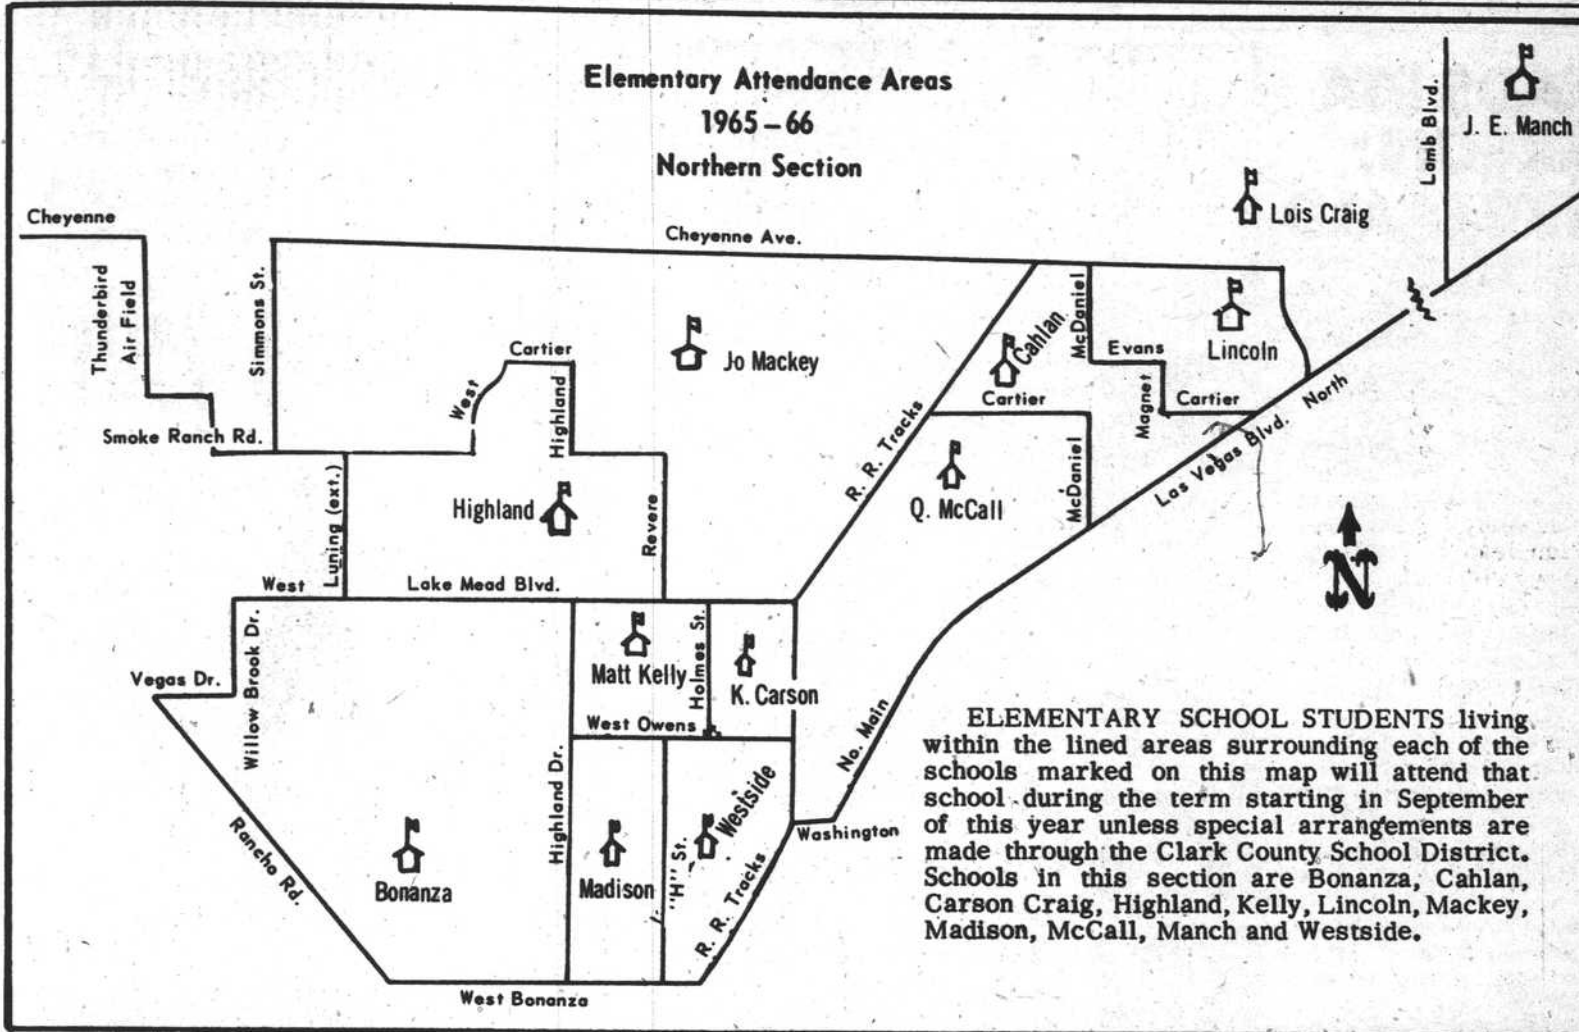 Elementary Attendance Areas
1965-66
Northern Section
Lamb Blvd.
J. E. Manch
Lois Craig
Cheyenne
Cheyenne Ave.
Thunderbird
Air Field
Simmons St.
Smoke Ranch Rd.
West
Cartier
Highland
Jo Mackey
R. R. Tracks
Cahlan
McDaniel
Evans
Lincoln
Cartier
Magnet
Cartier
Las Vegas Blvd. North
Q. McCall
McDaniel
Highland
Luning (ext.)
Revere
West
Lake Mead Blvd.
N
Willow Brook Dr.
Vegas Dr.
Matt Kelly
Holmes St.
K. Carson
West Owens
Highland Dr.
No. Main
Rancho Rd.
Bonanza
Madison
"H" St.
Westside
R. R. Tracks
Washington
West Bonanza
ELEMENTARY SCHOOL STUDENTS living
within the lined areas surrounding each of the
schools marked on this map will attend that
school during the term starting in September
of this year unless special arrangements are
made through the Clark County School District.
Schools in this section are Bonanza, Cahlan,
Carson Craig, Highland, Kelly, Lincoln, Mackey,
Madison, McCall, Manch and Westside.